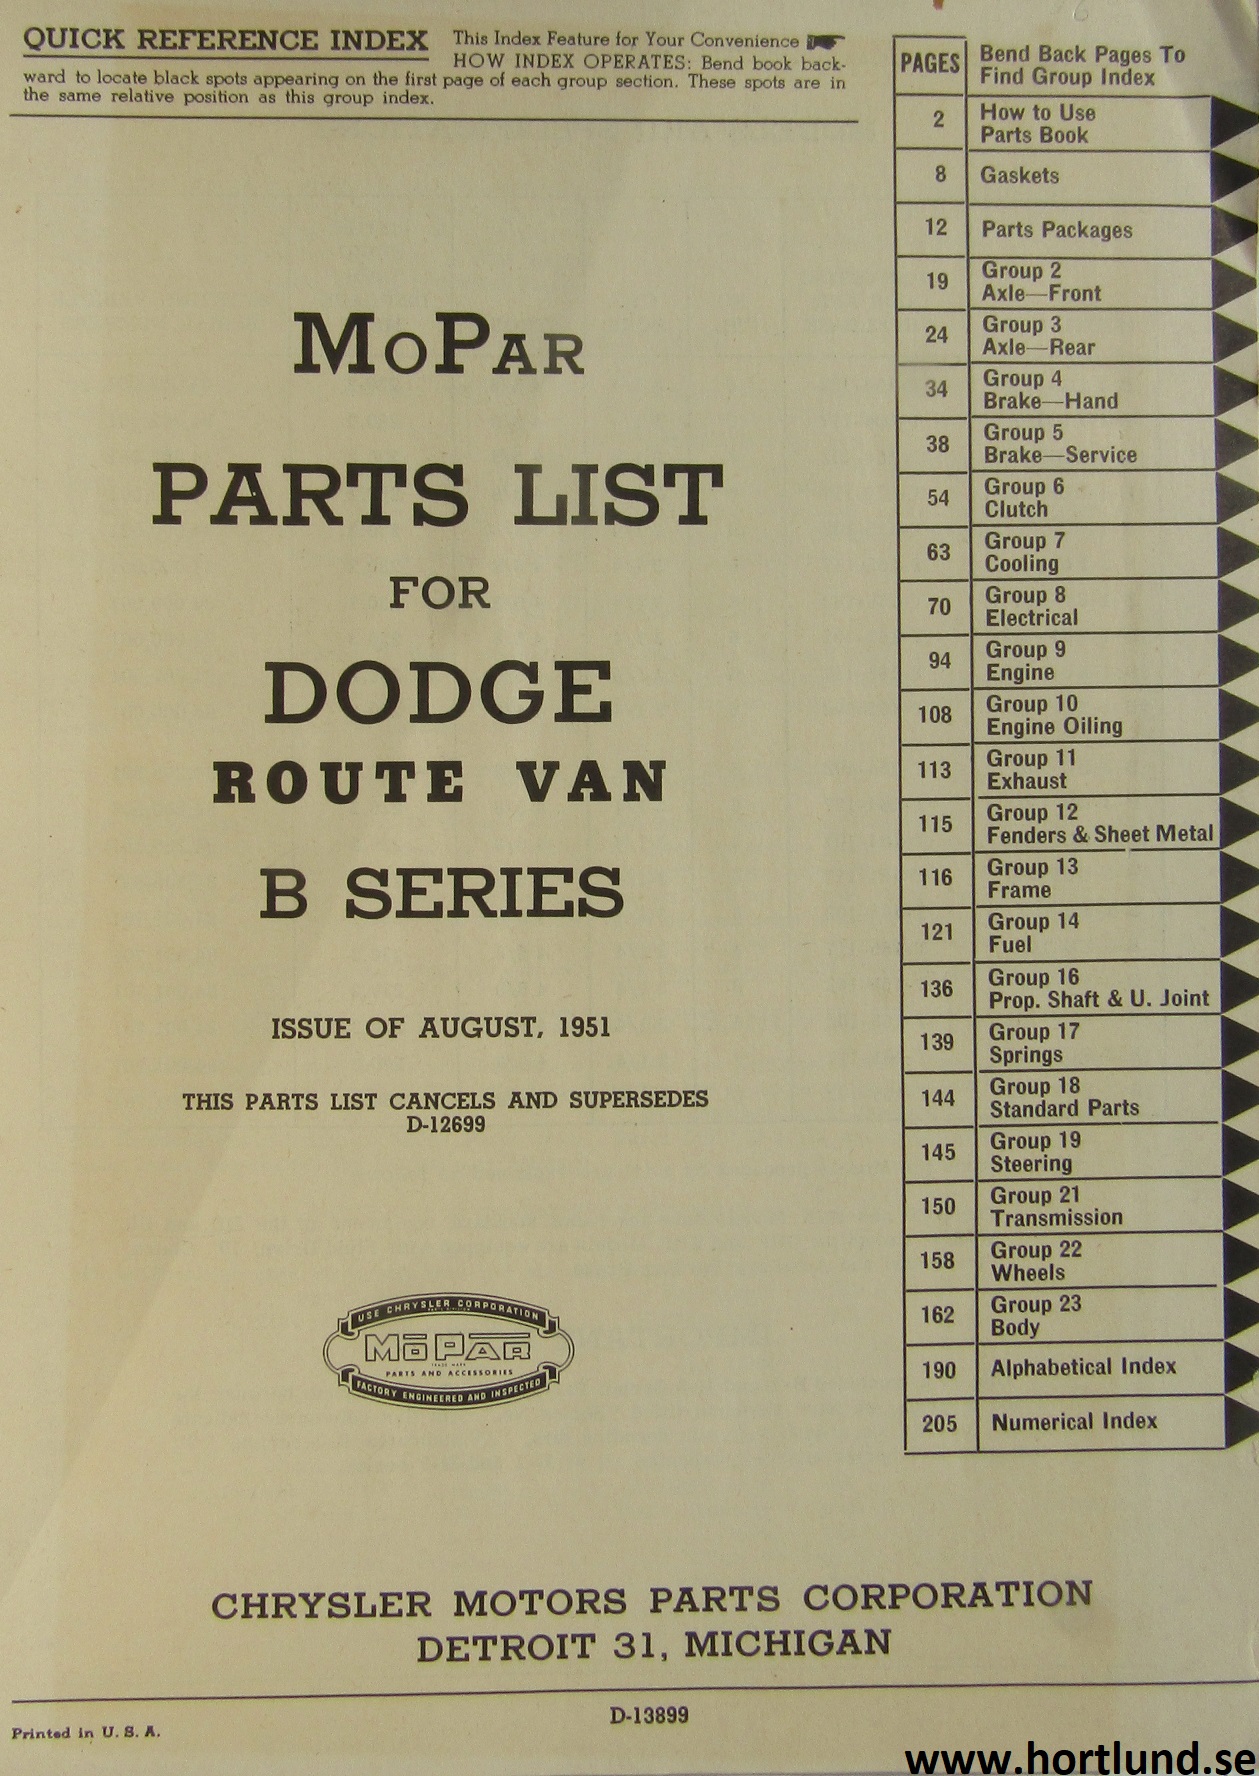 QUICK REFERENCE INDEX
This Index Feature for Your Convenience
HOW INDEX OPERATES: Bend book back-
ward to locate black spots appearing on the first page of each group section. These spots are in
the same relative position as this group index.
MoPar
PARTS LIST
FOR
DODGE
ROUTE VAN
B SERIES
ISSUE OF AUGUST, 1951
THIS PARTS LIST CANCELS AND SUPERSEDES
D-12699
USE CHRYSLER CORPORATION
MoPar
TRADE MARK
PARTS AND ACCESSORIES
FACTORY ENGINEERED AND INSPECTED
PAGES
Bend Back Pages To
Find Group Index
2
How to Use
Parts Book
8
Gaskets
12
Parts Packages
19
Group 2
Axle—Front
24
Group 3
Axle—Rear
34
Group 4
Brake—Hand
38
Group 5
Brake—Service
54
Group 6
Clutch
63
Group 7
Cooling
70
Group 8
Electrical
94
Group 9
Engine
108
Group 10
Engine Oiling
113
Group 11
Exhaust
115
Group 12
Fenders & Sheet Metal
116
Group 13
Frame
121
Group 14
Fuel
136
Group 16
Prop. Shaft & U. Joint
139
Group 17
Springs
144
Group 18
Standard Parts
145
Group 19
Steering
150
Group 21
Transmission
158
Group 22
Wheels
162
Group 23
Body
190
Alphabetical Index
205
Numerical Index
CHRYSLER MOTORS PARTS CORPORATION
DETROIT 31, MICHIGAN
D-13899
Printed in U. S. A.
www.hortlund.se